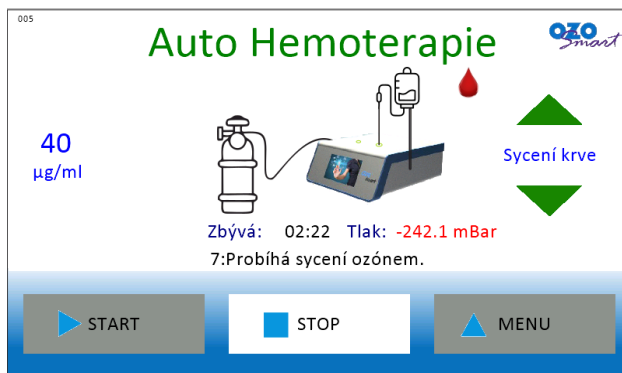 005
Auto Hemoterapie
OZO
Smart
40
µg/ml
Sycení krve
Zbývá: 02:22 Tlak: -242.1 mBar
7:Probíhá sycení ozónem.
START
STOP
MENU